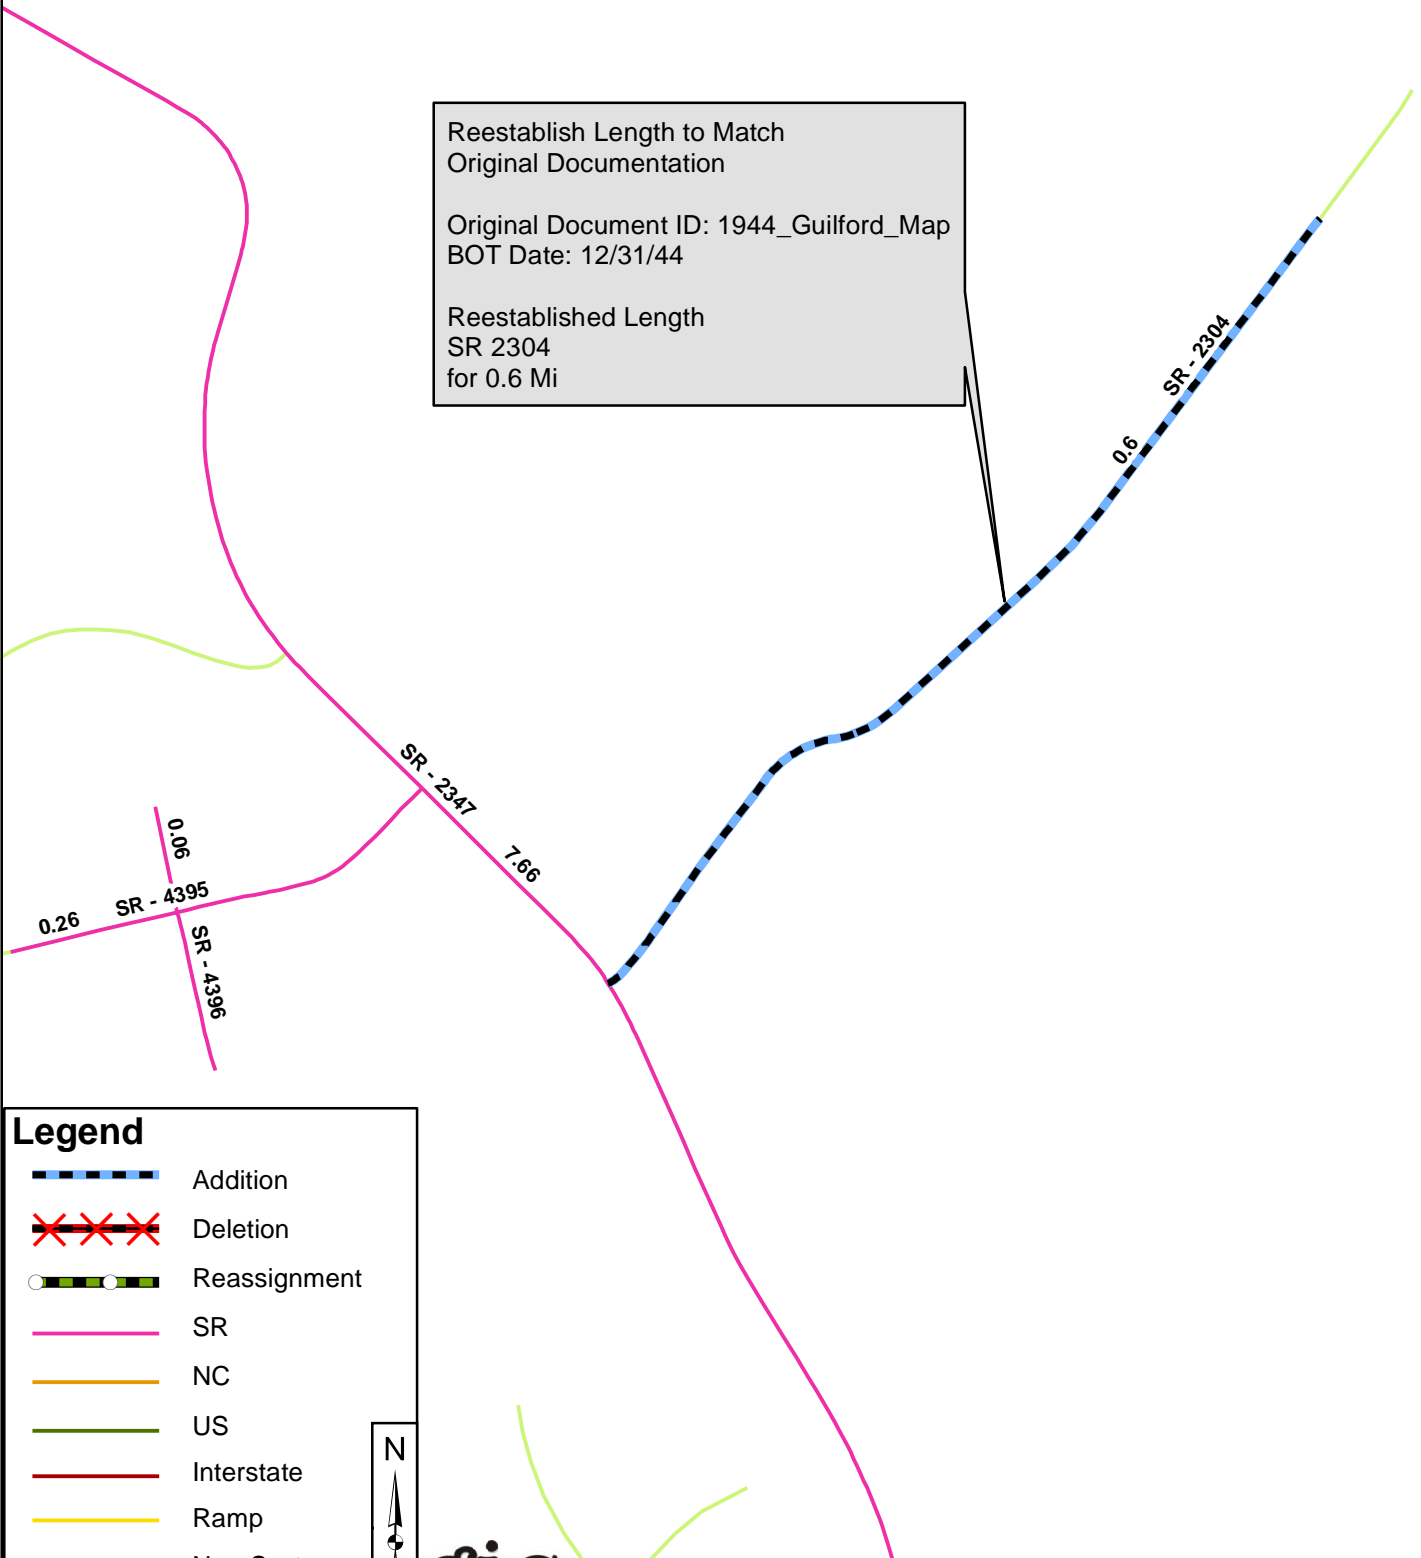 Reestablish Length to Match
Original Documentation
Original Document ID: 1944_Guilford_Map
BOT Date: 12/31/44
Reestablished Length
SR 2304
for 0.6 Mi
SR - 2304
0.6
SR - 2347
7.66
0.06
SR - 4395
0.26
SR - 4396
Legend
Addition
Deletion
Reassignment
SR
NC
US
Interstate
Ramp
N